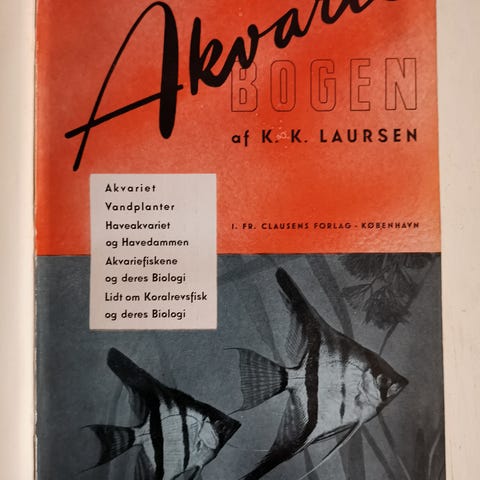 Akvarie
BOGEN
af K. K. LAURSEN
Akvariet
Vandplanter
Haveakvariet
og Havedammen
Akvariefiskene
og deres Biologi
Lidt om Koralrevsfisk
og deres Biologi
I. FR. CLAUSENS FORLAG - KØBENHAVN